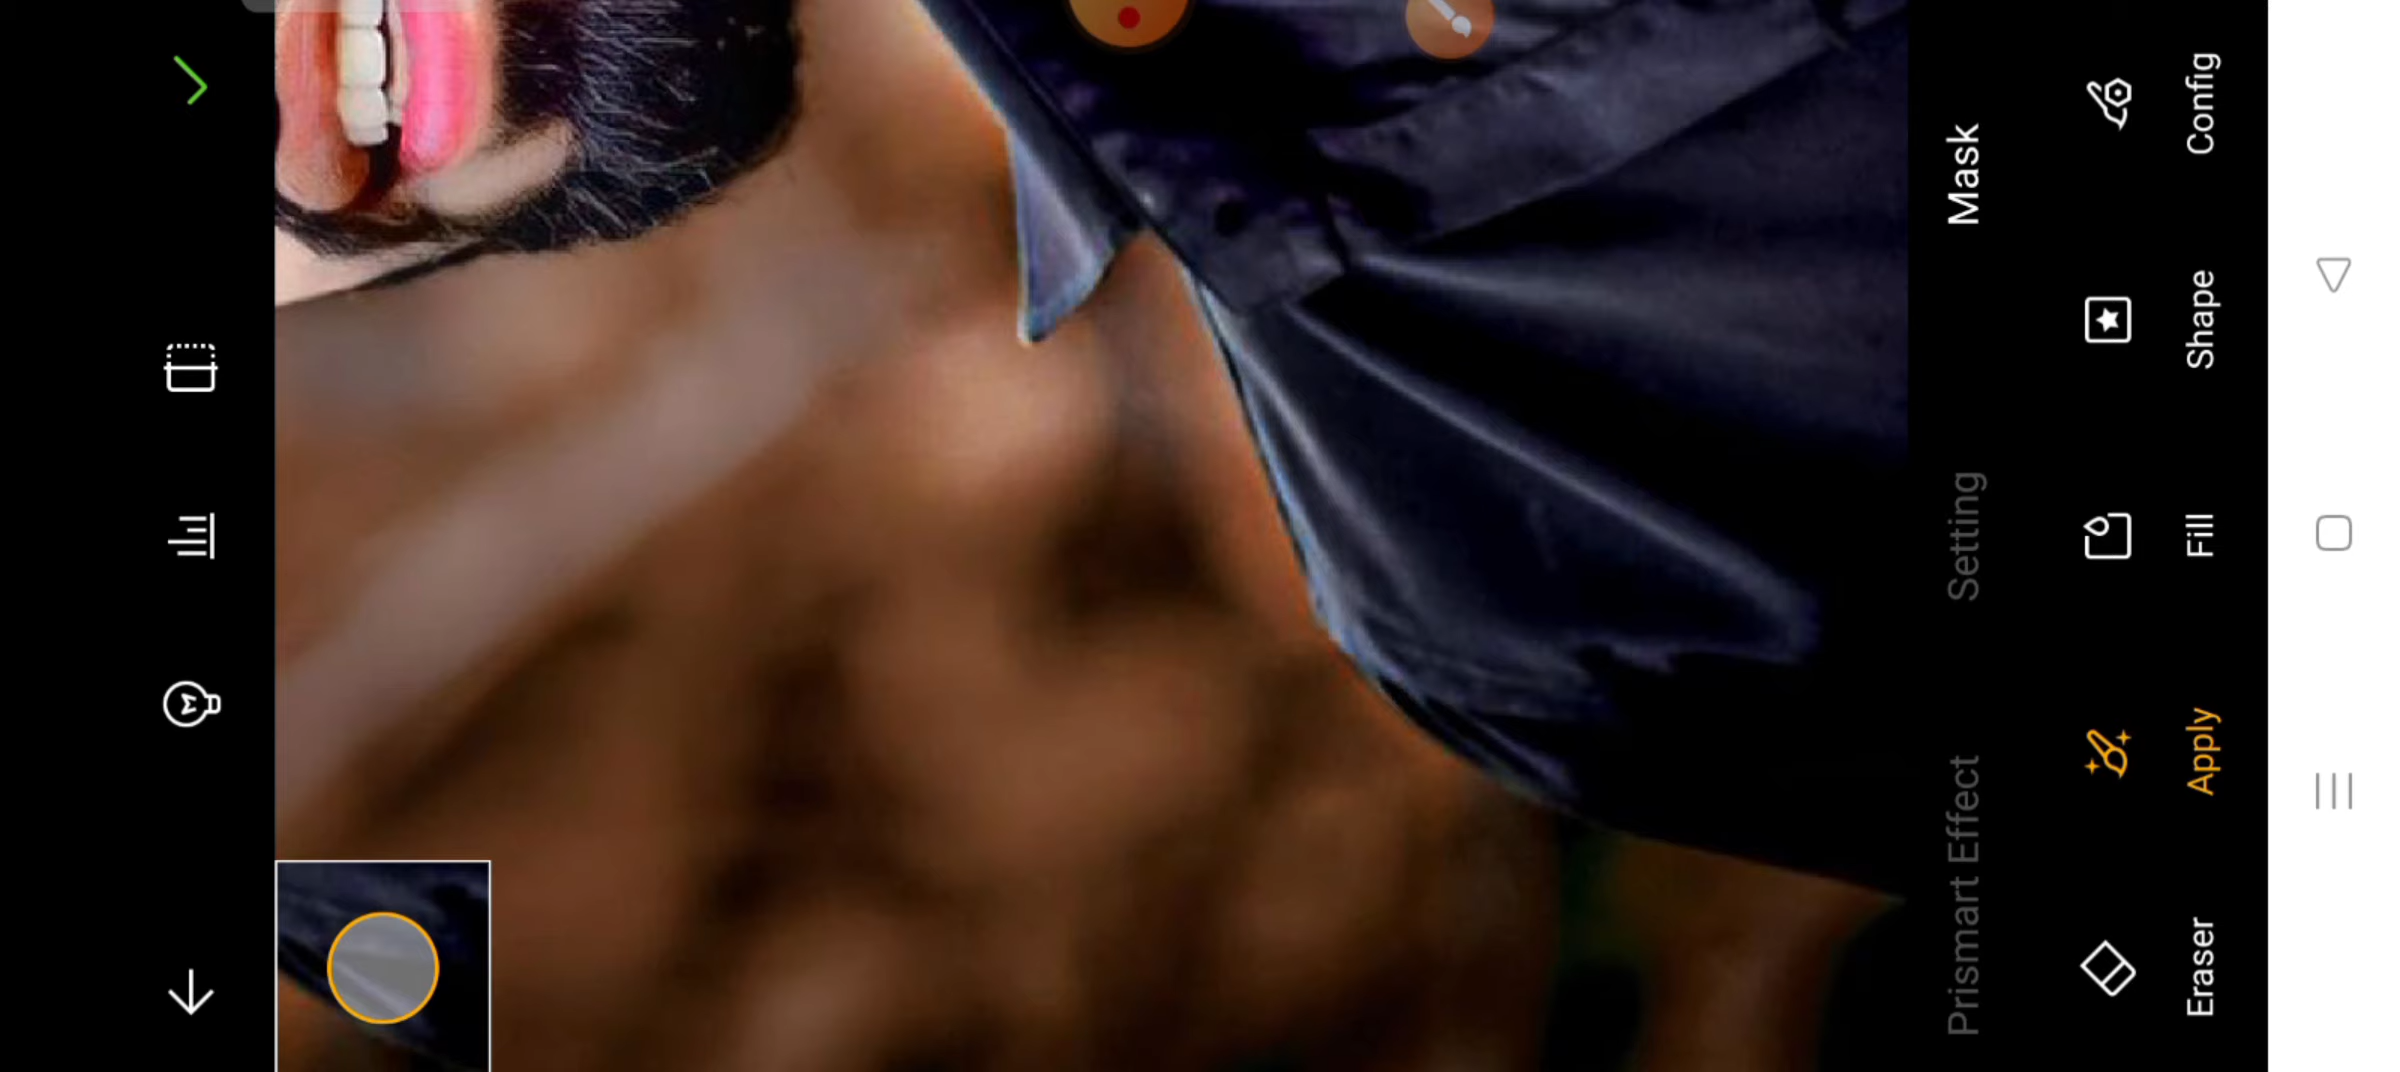 Prismart Effect
Setting
Mask
Eraser
Apply
Fill
Shape
Config